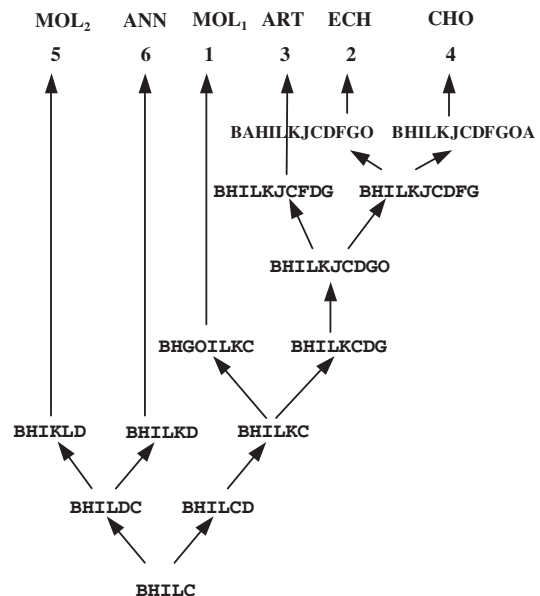 MOL₂ ANN MOL₁ ART ECH CHO
5 6 1 3 2 4
BAHILKJCDFGO BHILKJCDFGOA
BHILKJCFDG BHILKJCDFG
BHILKJCDGO
BHGOILKC BHILKCDG
BHIKLD BHILKD BHILKC
BHILDC BHILCD
BHILC